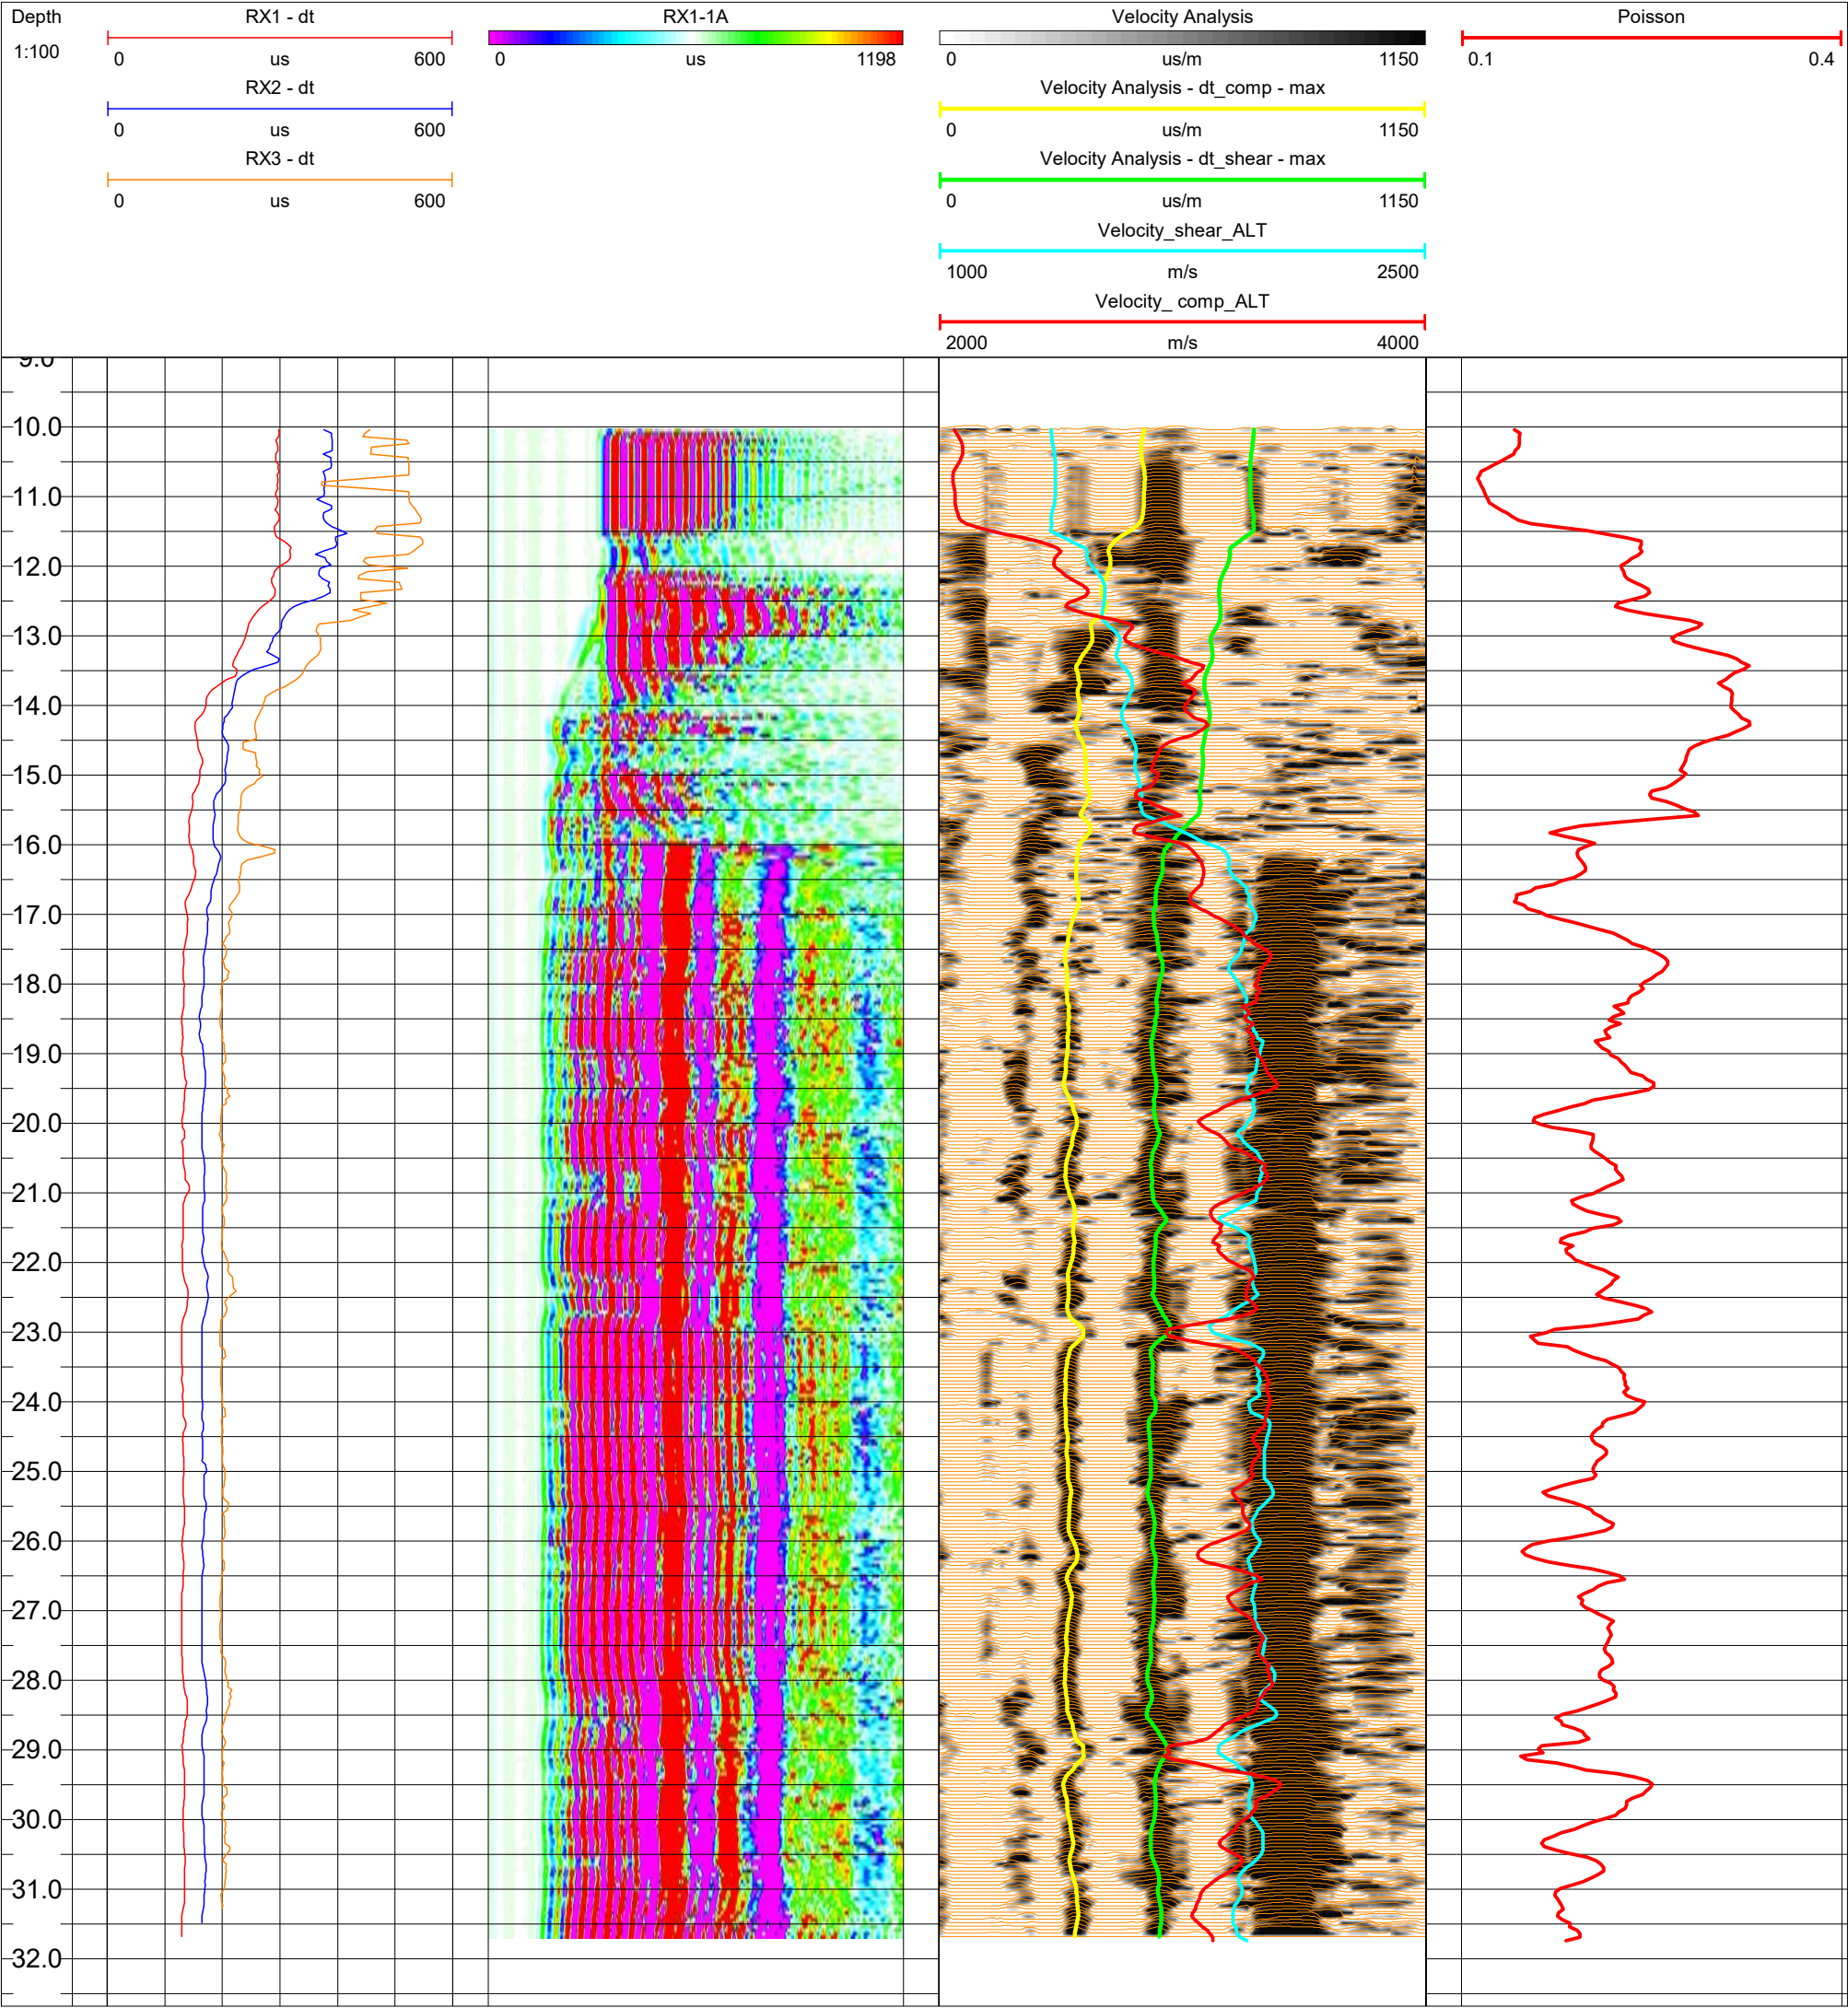 Depth
1:100
RX1 - dt
0 us 600
RX2 - dt
0 us 600
RX3 - dt
0 us 600
RX1-1A
0 us 1198
Velocity Analysis
0 us/m 1150
Velocity Analysis - dt_comp - max
0 us/m 1150
Velocity Analysis - dt_shear - max
0 us/m 1150
Velocity_shear_ALT
1000 m/s 2500
Velocity_ comp_ALT
2000 m/s 4000
Poisson
0.1 0.4
9.0
10.0
11.0
12.0
13.0
14.0
15.0
16.0
17.0
18.0
19.0
20.0
21.0
22.0
23.0
24.0
25.0
26.0
27.0
28.0
29.0
30.0
31.0
32.0